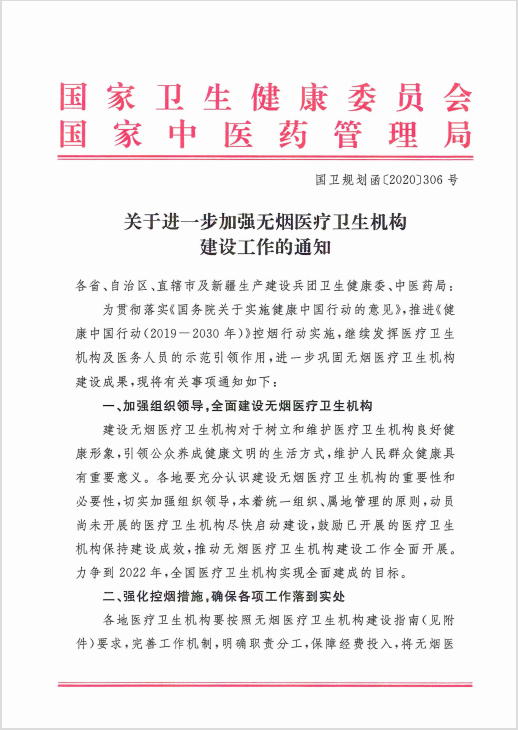 国家卫生健康委员会
国家中医药管理局
国卫规划函〔2020〕306号
关于进一步加强无烟医疗卫生机构
建设工作的通知
各省、自治区、直辖市及新疆生产建设兵团卫生健康委、中医药局：
为贯彻落实《国务院关于实施健康中国行动的意见》，推进《健
康中国行动（2019－2030年）》控烟行动实施，继续发挥医疗卫生
机构及医务人员的示范引领作用，进一步巩固无烟医疗卫生机构
建设成果，现将有关事项通知如下：
一、加强组织领导，全面建设无烟医疗卫生机构
建设无烟医疗卫生机构对于树立和维护医疗卫生机构良好健
康形象，引领公众养成健康文明的生活方式，维护人民群众健康具
有重要意义。各地要充分认识建设无烟医疗卫生机构的重要性和
必要性，切实加强组织领导，本着统一组织、属地管理的原则，动员
尚未开展的医疗卫生机构尽快启动建设，鼓励已开展的医疗卫生
机构保持建设成效，推动无烟医疗卫生机构建设工作全面开展。
力争到2022年，全国医疗卫生机构实现全面建成的目标。
二、强化控烟措施，确保各项工作落到实处
各地医疗卫生机构要按照无烟医疗卫生机构建设指南（见附
件）要求，完善工作机制，明确职责分工，保障经费投入，将无烟医